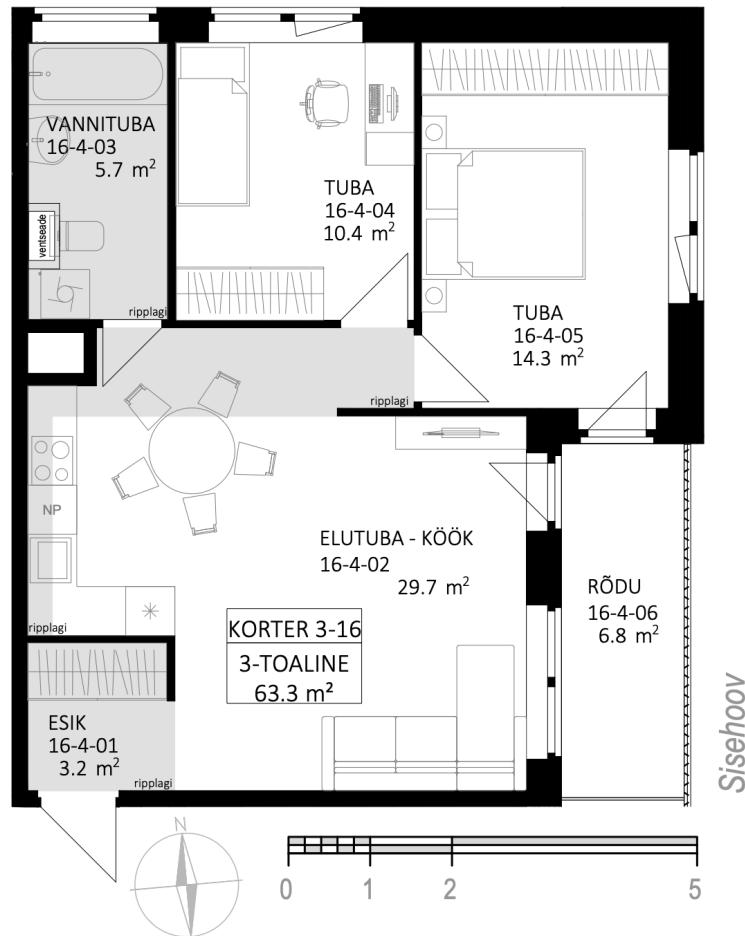 VANNITUBA
16-4-03
5.7 m²
ventseade
ripplagi
TUBA
16-4-04
10.4 m²
TUBA
16-4-05
14.3 m²
ripplagi
NP
ELUTUBA - KÖÖK
16-4-02
29.7 m²
RÕDU
16-4-06
6.8 m²
ripplagi
KORTER 3-16
3-TOALINE
63.3 m²
ESIK
16-4-01
3.2 m²
ripplagi
Sisehoov
N
0 1 2 5